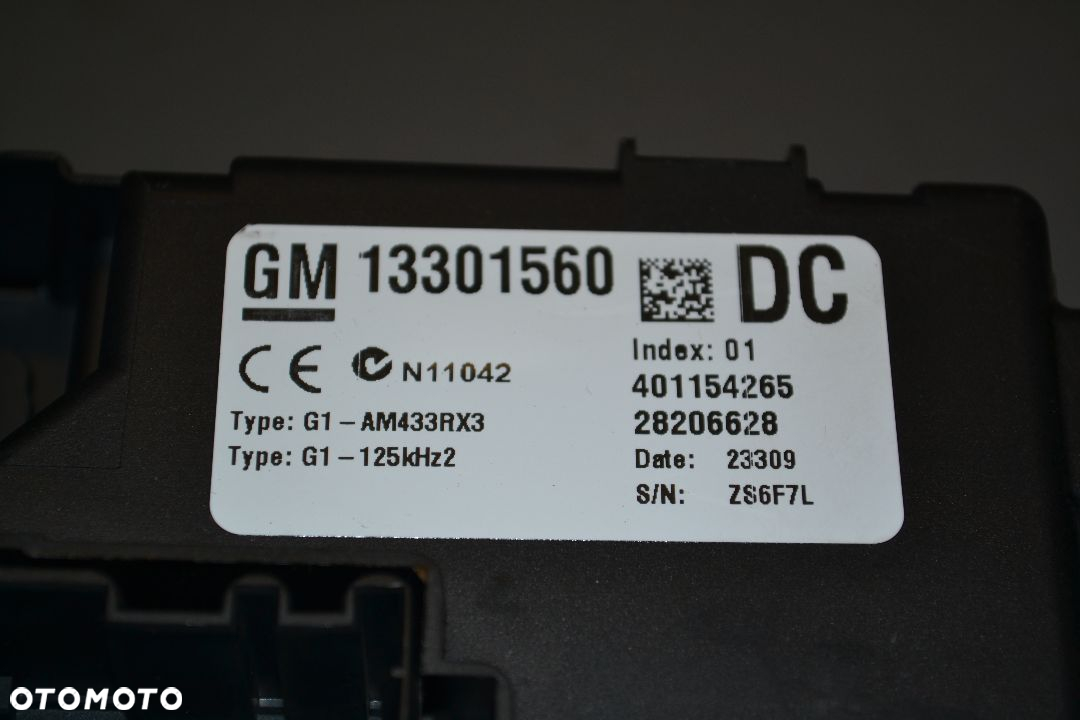 GM 13301560 DC
CE N11042
Index: 01
401154265
Type: G1-AM433RX3
28206628
Type: G1-125kHz2
Date: 23309
S/N: ZS6F7L
OTOMOTO